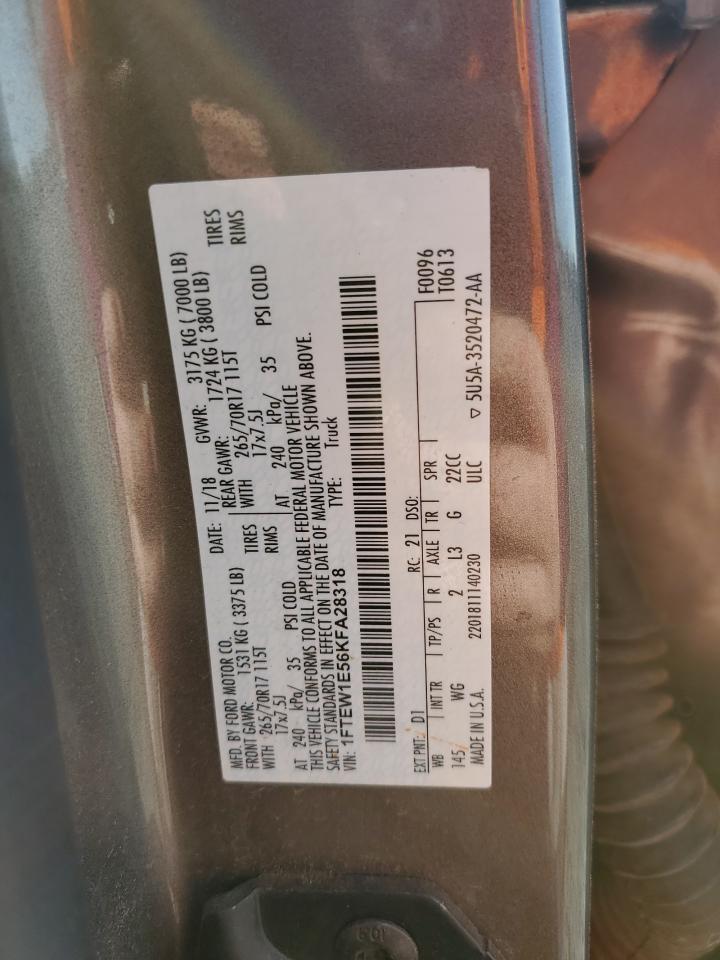 MFD. BY FORD MOTOR CO.
DATE: 11/18 GVWR: 3175 KG ( 7000 LB)
FRONT GAWR: 1531 KG ( 3375 LB) REAR GAWR: 1724 KG ( 3800 LB)
WITH 265/70R17 115T TIRES WITH 265/70R17 115T TIRES
17x7.5J RIMS 17x7.5J RIMS
AT 240 kPa/ 35 PSI COLD AT 240 kPa/ 35 PSI COLD
THIS VEHICLE CONFORMS TO ALL APPLICABLE FEDERAL MOTOR VEHICLE
SAFETY STANDARDS IN EFFECT ON THE DATE OF MANUFACTURE SHOWN ABOVE.
VIN: 1FTEW1E56KFA28318 TYPE: Truck
EXT PNT: D1 RC: 21 DSO: F0096
WB INT TR TP/PS R AXLE TR SPR T0613
145 WG 2 L3 G 22CC
MADE IN U.S.A. 2201811140230 ULC ▽ 5U5A-3520472-AA